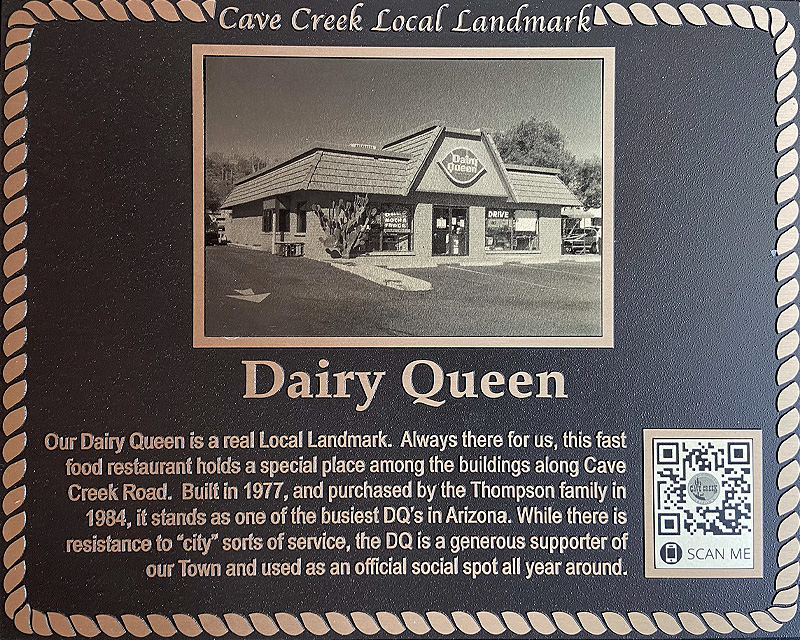 Cave Creek Local Landmark
Dairy
Queen
DRIVE
Dairy Queen
Our Dairy Queen is a real Local Landmark. Always there for us, this fast
food restaurant holds a special place among the buildings along Cave
Creek Road. Built in 1977, and purchased by the Thompson family in
1984, it stands as one of the busiest DQ's in Arizona. While there is
resistance to “city” sorts of service, the DQ is a generous supporter of
our Town and used as an official social spot all year around.
SCAN ME